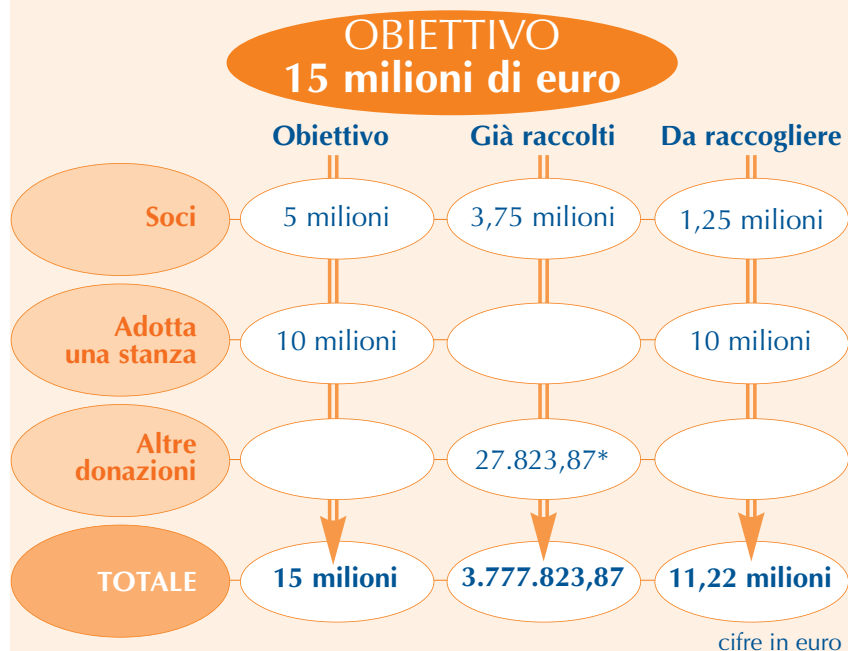 OBIETTIVO
15 milioni di euro
Obiettivo Già raccolti Da raccogliere
Soci 5 milioni 3,75 milioni 1,25 milioni
Adotta
una stanza 10 milioni 10 milioni
Altre
donazioni 27.823,87*
TOTALE 15 milioni 3.777.823,87 11,22 milioni
cifre in euro